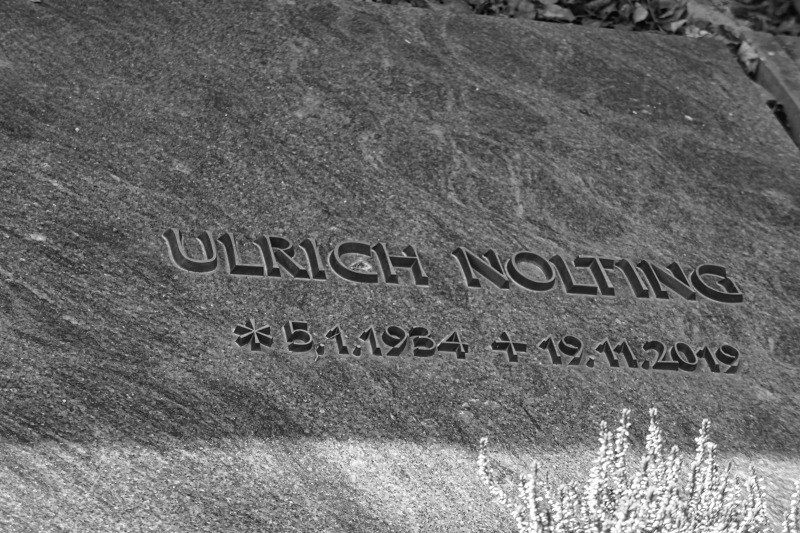 ULRICH NOLTING
* 5.1.1934 + 19.11.2019